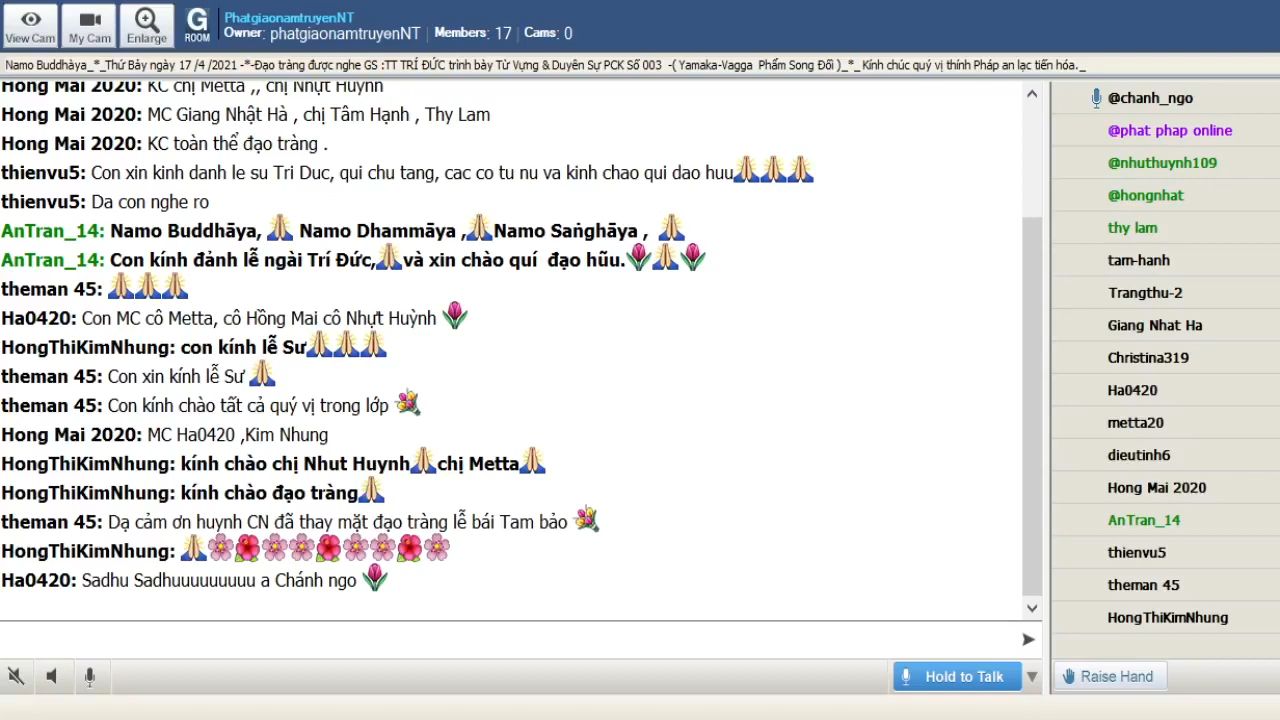 View Cam
My Cam
Enlarge
G
ROOM
PhatgiaonamtruyenNT
Owner: phatgiaonamtruyenNT | Members: 17 | Cams: 0
Namo Buddhàya_*_Thứ Bảy ngày 17 /4 /2021 -*-Đạo tràng được nghe GS :TT TRÍ ĐỨC trình bày Từ Vựng & Duyên Sự PCK Số 003 -( Yamaka-Vagga Phẩm Song Đối )_*_ Kính chúc quý vị thính Pháp an lạc tiến hóa._
Hong Mai 2020: KC chị Metta ,, chị Nhựt Huỳnh
Hong Mai 2020: MC Giang Nhật Hà , chị Tâm Hạnh , Thy Lam
Hong Mai 2020: KC toàn thể đạo tràng .
thienvu5: Con xin kinh danh le su Tri Duc, qui chu tang, cac co tu nu va kinh chao qui dao huu
thienvu5: Da con nghe ro
AnTran_14: Namo Buddhāya, Namo Dhammāya , Namo Saṅghāya ,
AnTran_14: Con kính đảnh lễ ngài Trí Đức, và xin chào quí đạo hũu.
theman 45:
Ha0420: Con MC cô Metta, cô Hồng Mai cô Nhựt Huỳnh
HongThiKimNhung: con kính lễ Sư
theman 45: Con xin kính lễ Sư
theman 45: Con kính chào tất cả quý vị trong lớp
Hong Mai 2020: MC Ha0420 ,Kim Nhung
HongThiKimNhung: kính chào chị Nhut Huynh chị Metta
HongThiKimNhung: kính chào đạo tràng
theman 45: Dạ cảm ơn huynh CN đã thay mặt đạo tràng lễ bái Tam bảo
HongThiKimNhung:
Ha0420: Sadhu Sadhuuuuuuuuu a Chánh ngo
Hold to Talk
@chanh_ngo
@phat phap online
@nhuthuynh109
@hongnhat
thy lam
tam-hanh
Trangthu-2
Giang Nhat Ha
Christina319
Ha0420
metta20
dieutinh6
Hong Mai 2020
AnTran_14
thienvu5
theman 45
HongThiKimNhung
Raise Hand